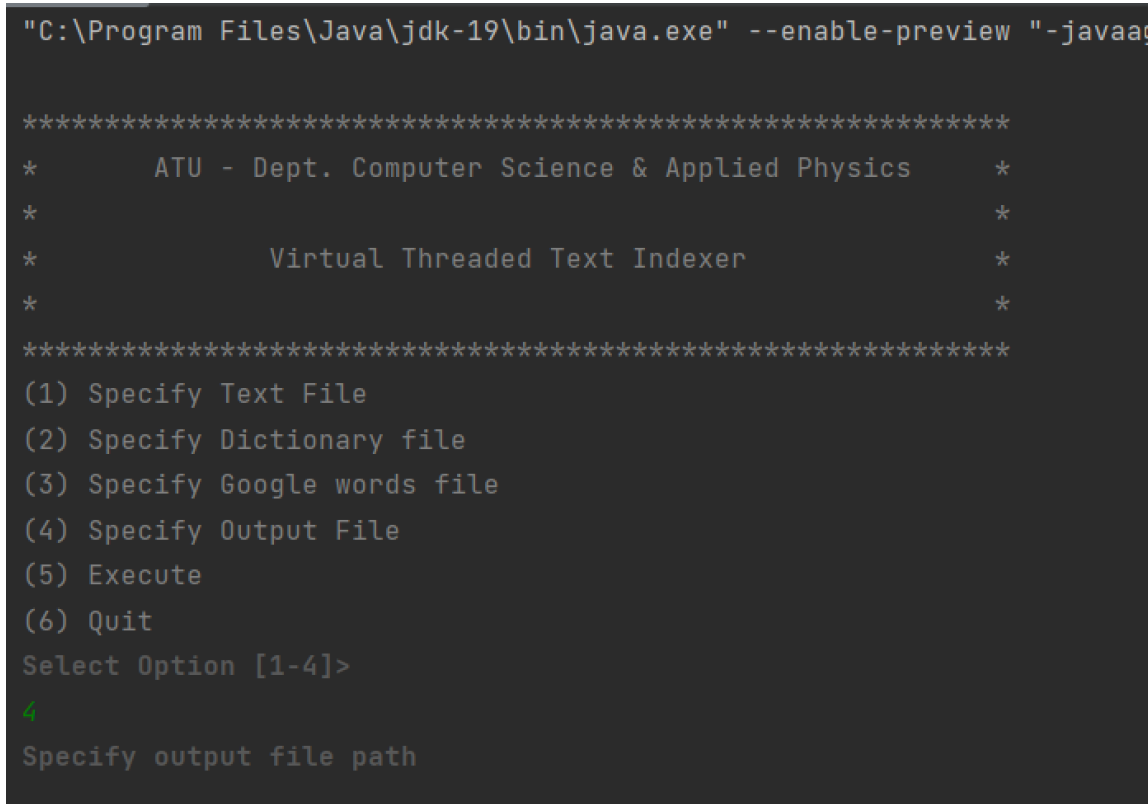 "C:\Program Files\Java\jdk-19\bin\java.exe" --enable-preview "-javaag
************************************************************
*       ATU - Dept. Computer Science & Applied Physics     *
*                                                          *
*              Virtual Threaded Text Indexer               *
*                                                          *
************************************************************
(1) Specify Text File
(2) Specify Dictionary file
(3) Specify Google words file
(4) Specify Output File
(5) Execute
(6) Quit
Select Option [1-4]>
4
Specify output file path